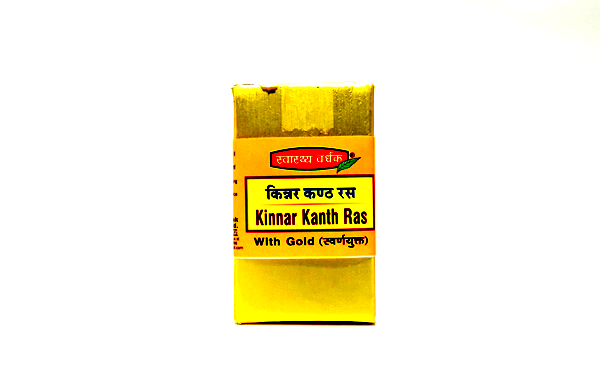 स्वास्थ्य वर्धक
किन्नर कण्ठ रस
Kinnar Kanth Ras
With Gold (स्वर्णयुक्त)